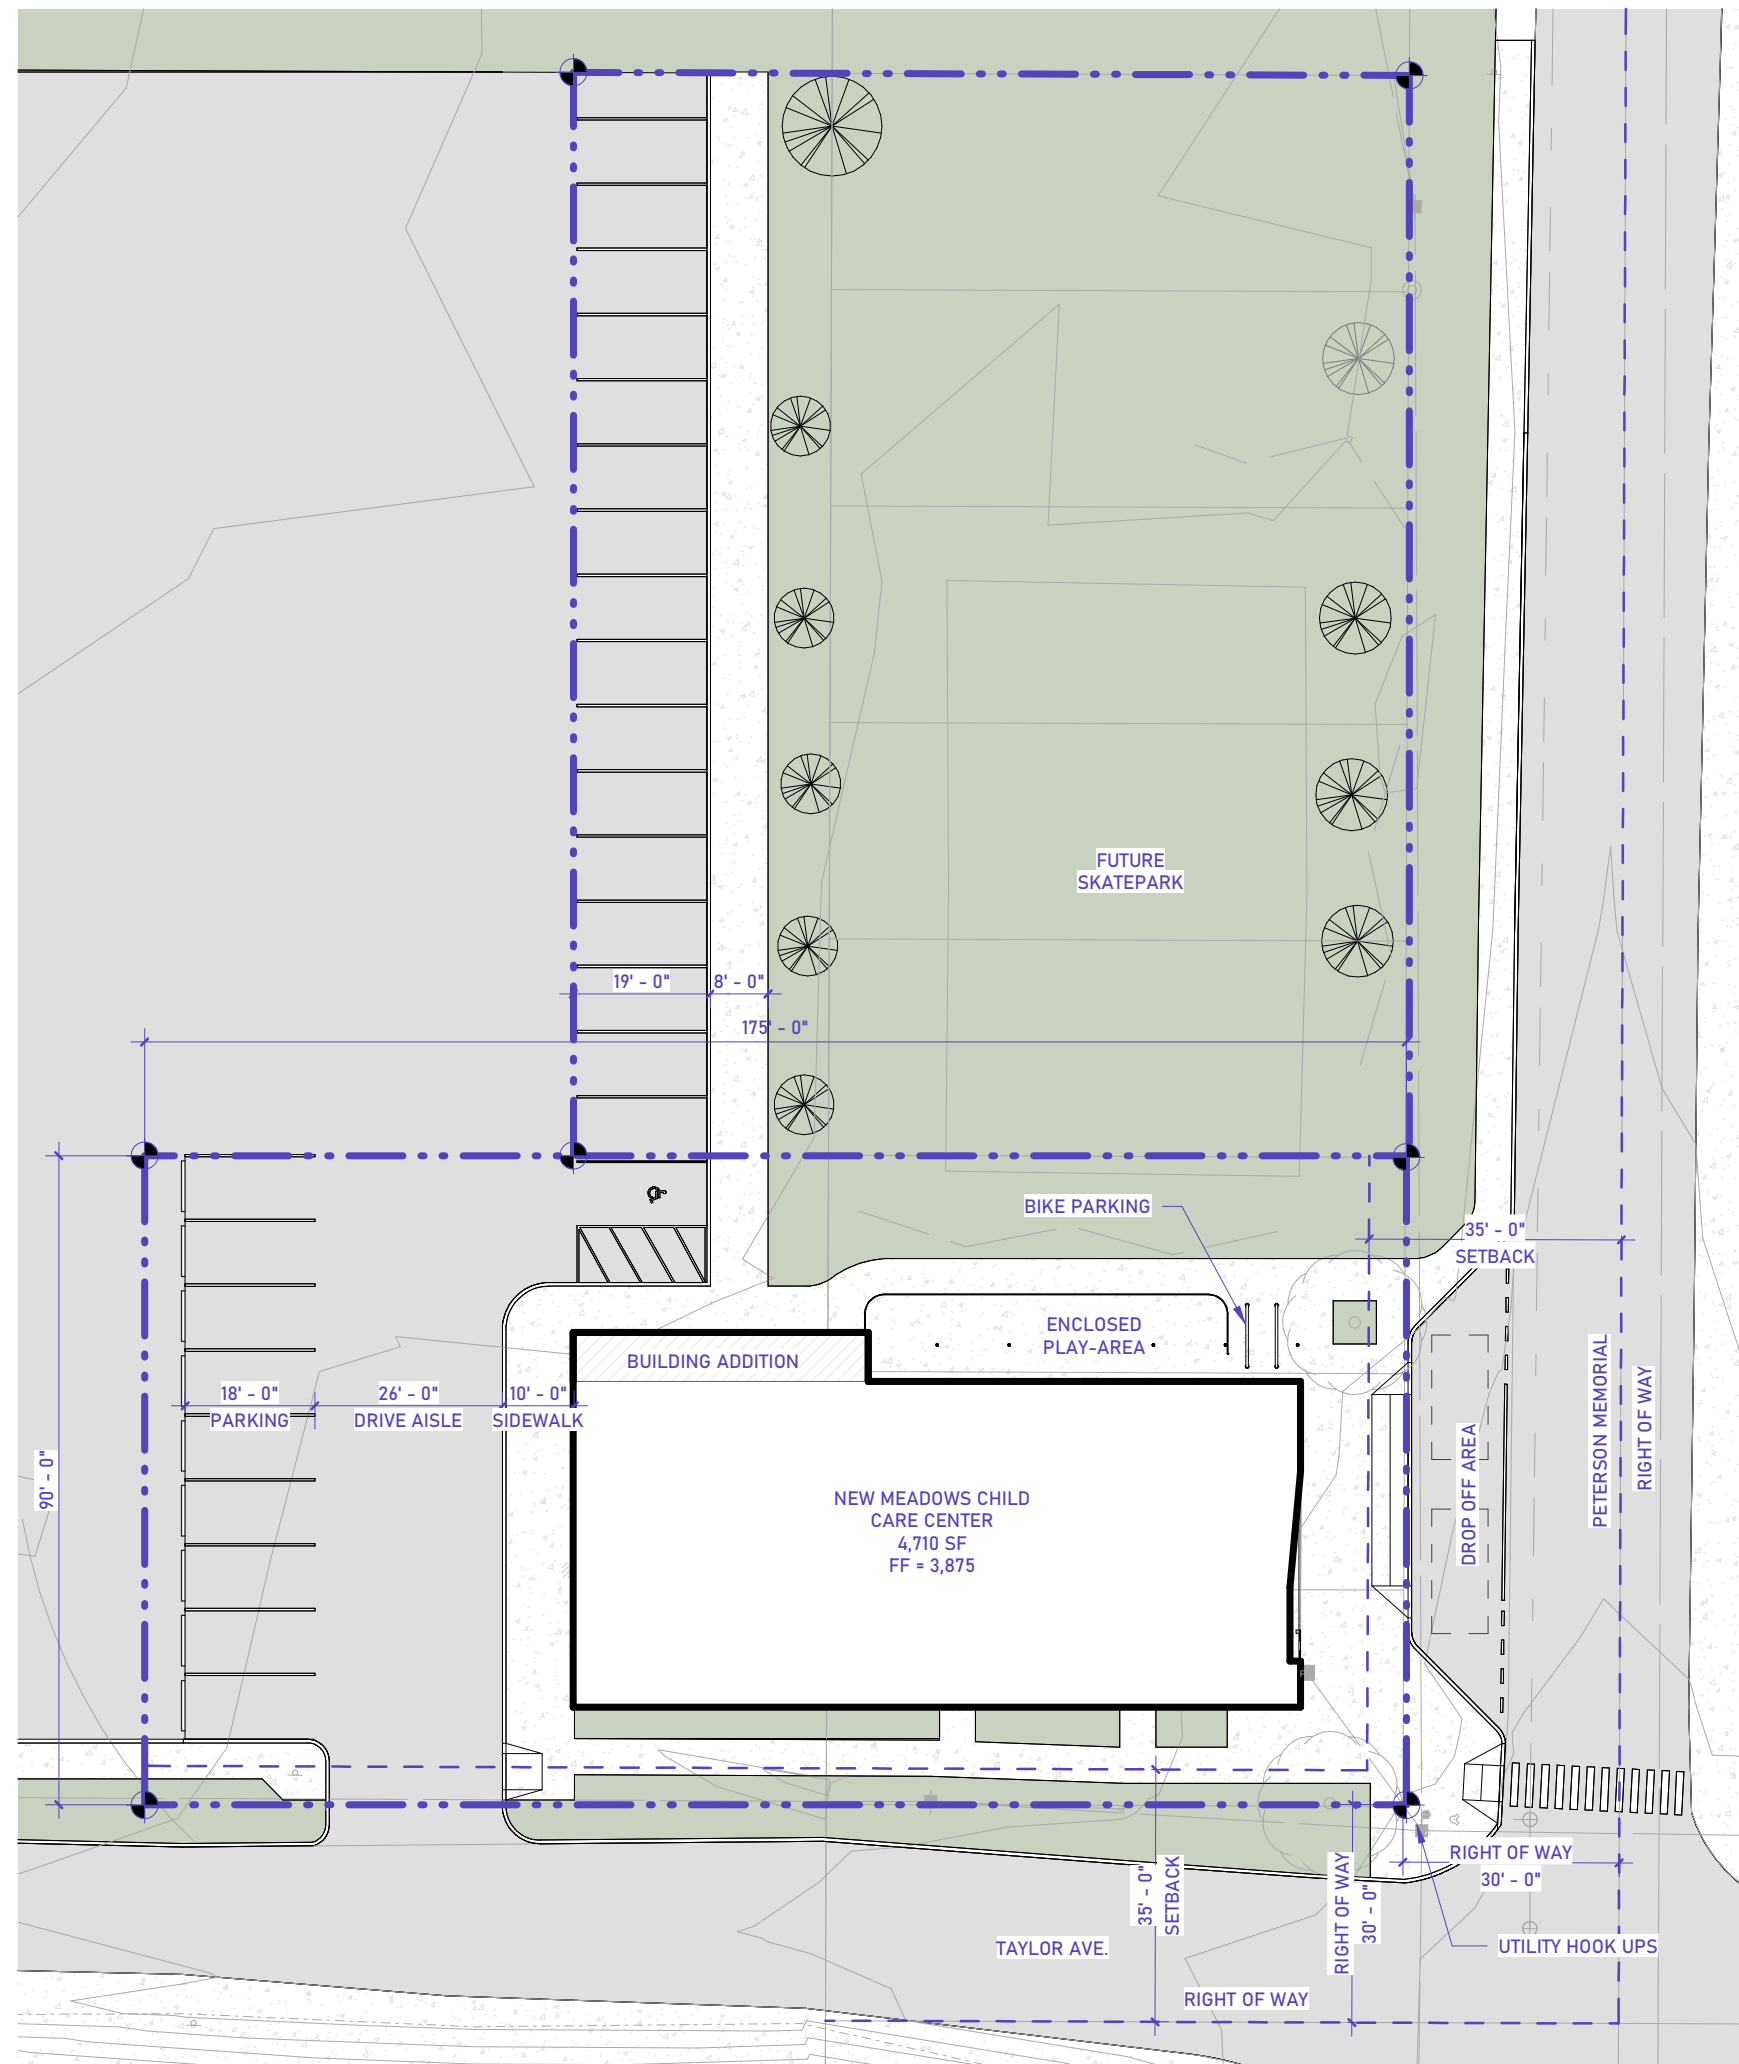 FUTURE
SKATEPARK
19' - 0"
8' - 0"
175' - 0"
BIKE PARKING
35' - 0"
SETBACK
ENCLOSED
PLAY-AREA
BUILDING ADDITION
18' - 0"
PARKING
26' - 0"
DRIVE AISLE
10' - 0"
SIDEWALK
90' - 0"
NEW MEADOWS CHILD
CARE CENTER
4,710 SF
FF = 3,875
DROP OFF AREA
PETERSON MEMORIAL
RIGHT OF WAY
RIGHT OF WAY
30' - 0"
35' - 0"
SETBACK
RIGHT OF WAY
30' - 0"
TAYLOR AVE.
UTILITY HOOK UPS
RIGHT OF WAY